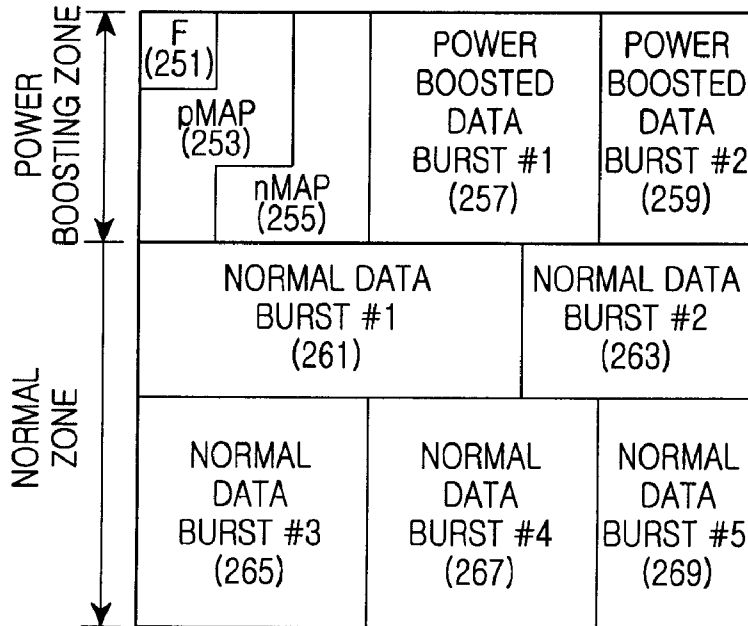 POWER
BOOSTING ZONE
F
(251)
pMAP
(253)
nMAP
(255)
POWER
BOOSTED
DATA
BURST #1
(257)
POWER
BOOSTED
DATA
BURST #2
(259)
NORMAL
ZONE
NORMAL DATA
BURST #1
(261)
NORMAL DATA
BURST #2
(263)
NORMAL
DATA
BURST #3
(265)
NORMAL
DATA
BURST #4
(267)
NORMAL
DATA
BURST #5
(269)